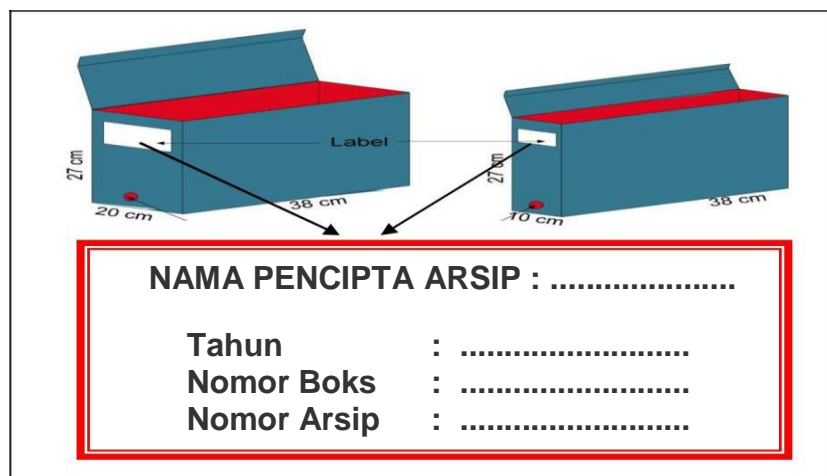 Label
27 cm
20 cm
38 cm
27 cm
10 cm
38 cm
NAMA PENCIPTA ARSIP : .....................
Tahun : ..........................
Nomor Boks : ..........................
Nomor Arsip : ..........................